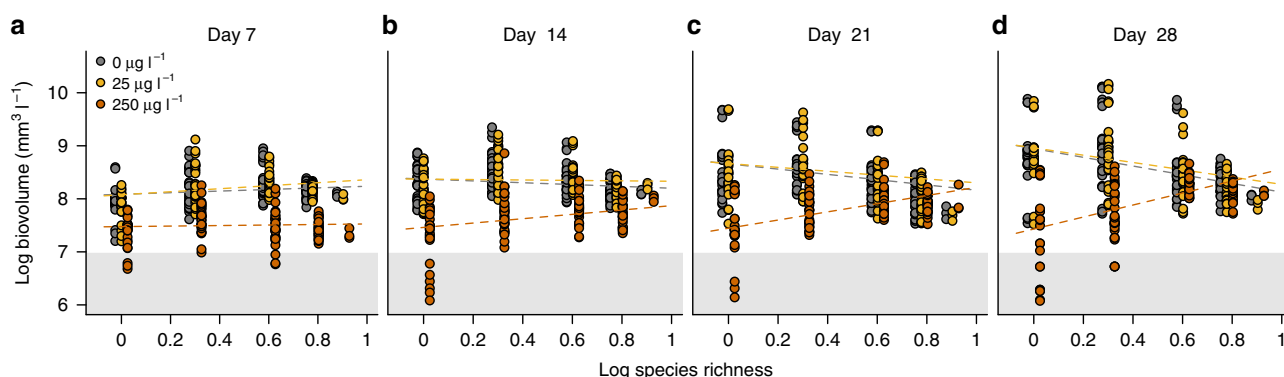 a
Day 7
b
Day 14
c
Day 21
d
Day 28
0 µg l⁻¹
25 µg l⁻¹
250 µg l⁻¹
Log biovolume (mm³ l⁻¹)
10
9
8
7
6
0 0.2 0.4 0.6 0.8 1
0 0.2 0.4 0.6 0.8 1
0 0.2 0.4 0.6 0.8 1
0 0.2 0.4 0.6 0.8 1
Log species richness